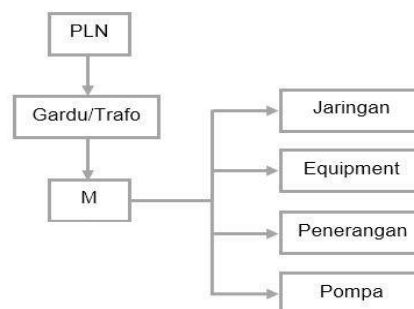 PLN
Gardu/Trafo
M
Jaringan
Equipment
Penerangan
Pompa